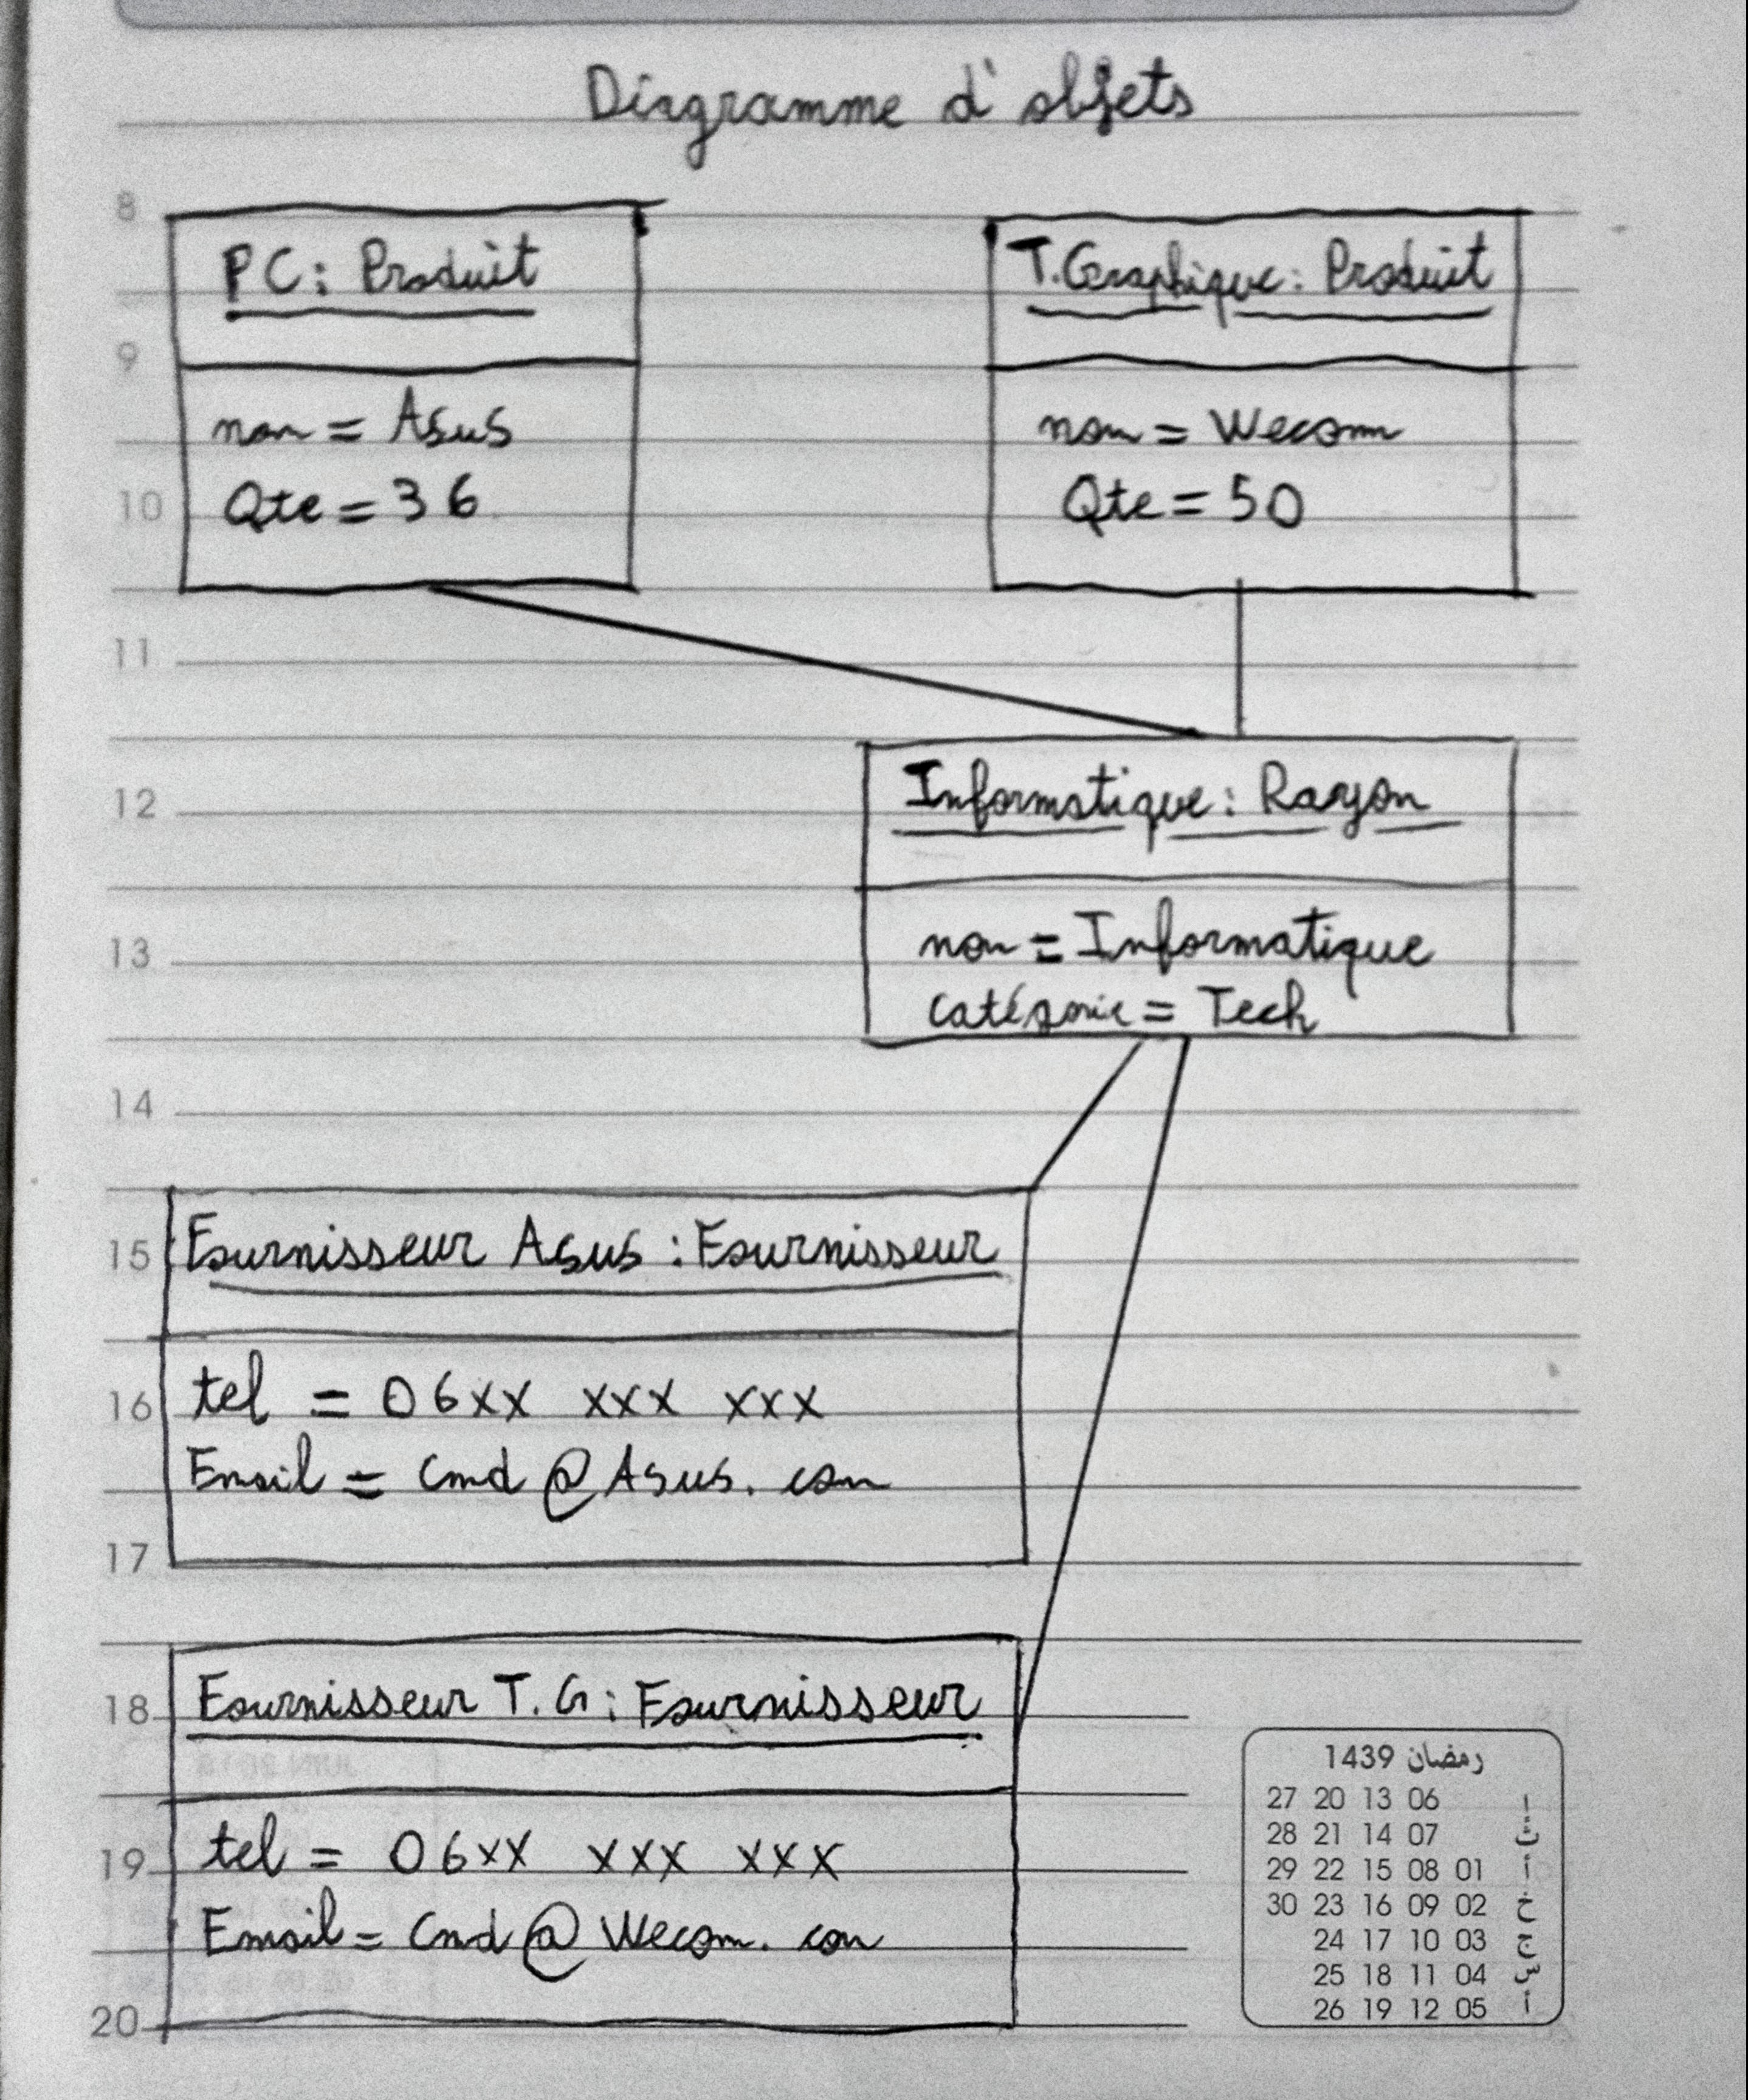 Diagramme d'objets
8
PC : Produit
T.Graphique : Produit
9
nom = Asus
Qte = 36
nom = Wecom
Qte = 50
10
11
12
Informatique : Rayon
13
nom = Informatique
catégorie = Tech
14
15
Fournisseur Asus : Fournisseur
16
tel = 06xx xxx xxx
Email = Cmd@Asus.com
17
18
Fournisseur T.G : Fournisseur
19
tel = 06xx xxx xxx
Email = Cmd@Wecom.com
20
رمضان 1439
27 20 13 06
28 21 14 07
29 22 15 08 01
30 23 16 09 02 خ
24 17 10 03 ج
25 18 11 04
26 19 12 05